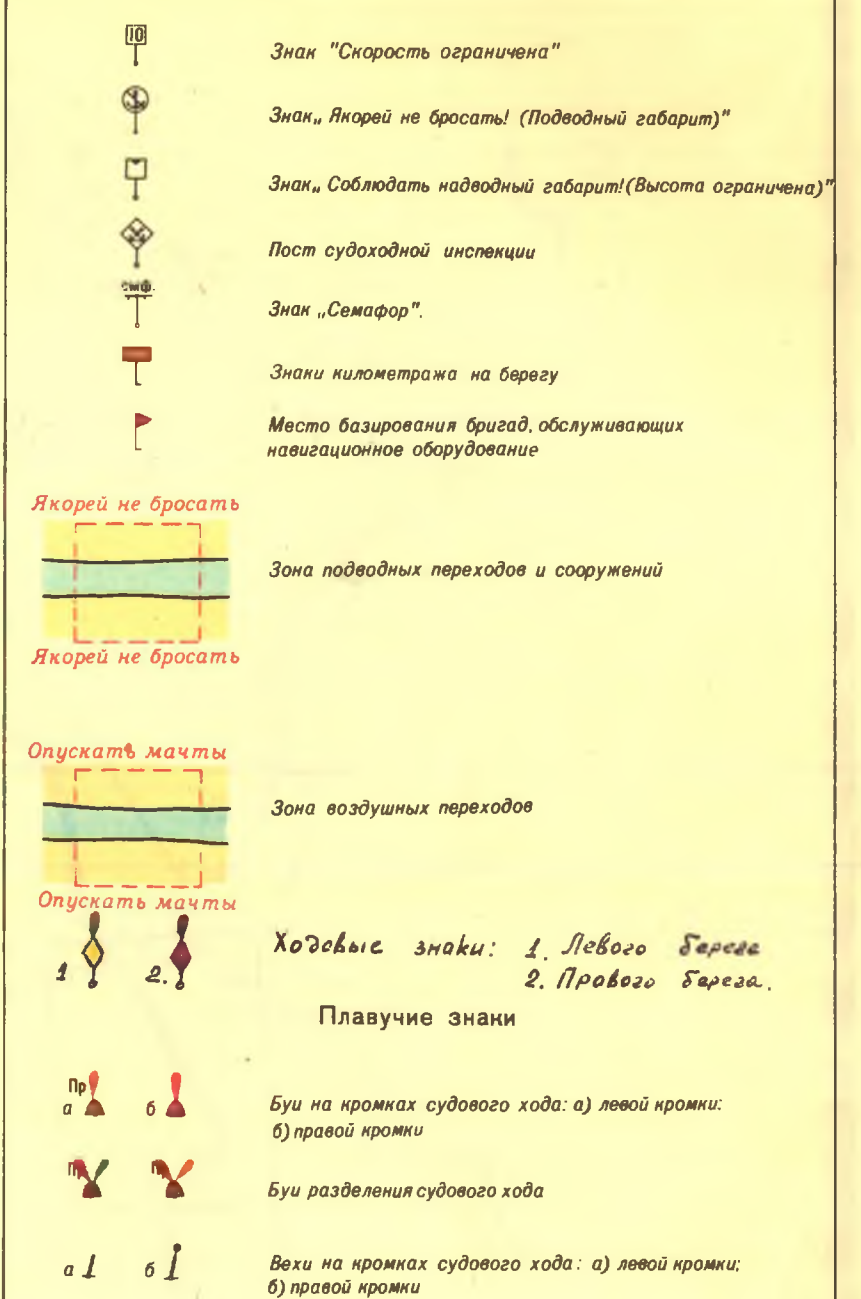 10
Знак "Скорость ограничена"
Знак„ Якорей не бросать! (Подводный габарит)"
Знак„ Соблюдать надводный габарит!(Высота ограничена)"
Пост судоходной инспекции
смф.
Знак „Семафор".
Знаки километража на берегу
Место базирования бригад, обслуживающих
навигационное оборудование
Якорей не бросать
Зона подводных переходов и сооружений
Якорей не бросать
Опускать мачты
Зона воздушных переходов
Опускать мачты
1 2. Ходовые знаки: 1. Левого берега
2. Правого берега.
Плавучие знаки
Пр
а б Буи на кромках судового хода: а) левой кромки:
б) правой кромки
Буи разделения судового хода
а б Вехи на кромках судового хода: а) левой кромки;
б) правой кромки